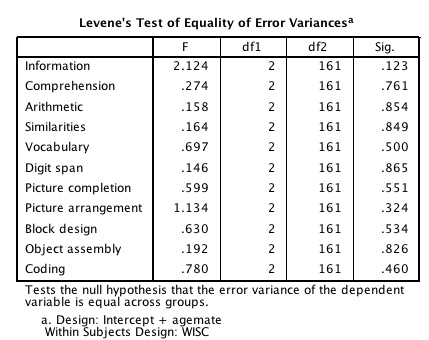 Levene's Test of Equality of Error Variancesa
F df1 df2 Sig.
Information 2.124 2 161 .123
Comprehension .274 2 161 .761
Arithmetic .158 2 161 .854
Similarities .164 2 161 .849
Vocabulary .697 2 161 .500
Digit span .146 2 161 .865
Picture completion .599 2 161 .551
Picture arrangement 1.134 2 161 .324
Block design .630 2 161 .534
Object assembly .192 2 161 .826
Coding .780 2 161 .460
Tests the null hypothesis that the error variance of the dependent
variable is equal across groups.
a. Design: Intercept + agemate
Within Subjects Design: WISC